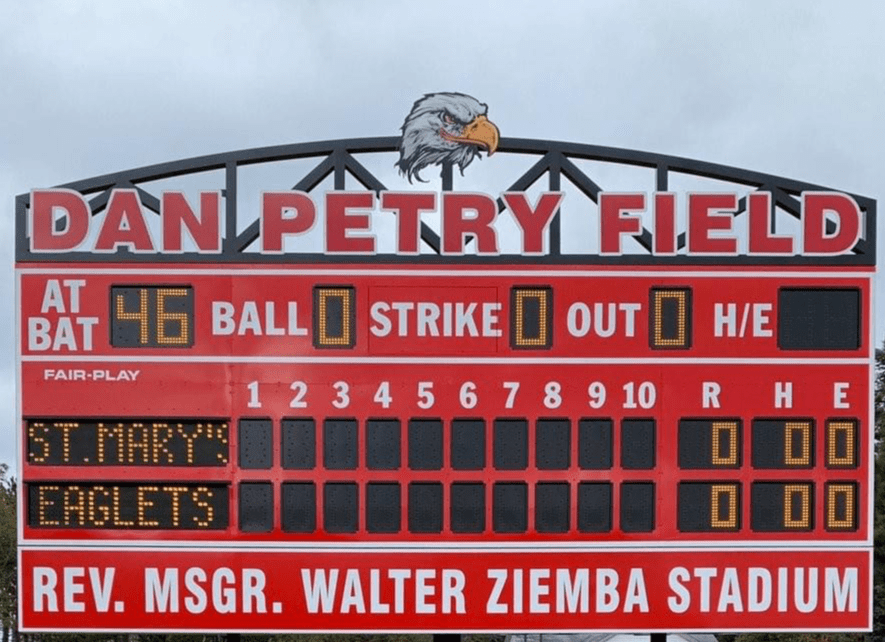 DAN PETRY FIELD
AT BAT 46 BALL 0 STRIKE 0 OUT 0 H/E
FAIR-PLAY
1 2 3 4 5 6 7 8 9 10 R H E
ST.MARY'S 0 0 0
EAGLETS 0 0 0
REV. MSGR. WALTER ZIEMBA STADIUM